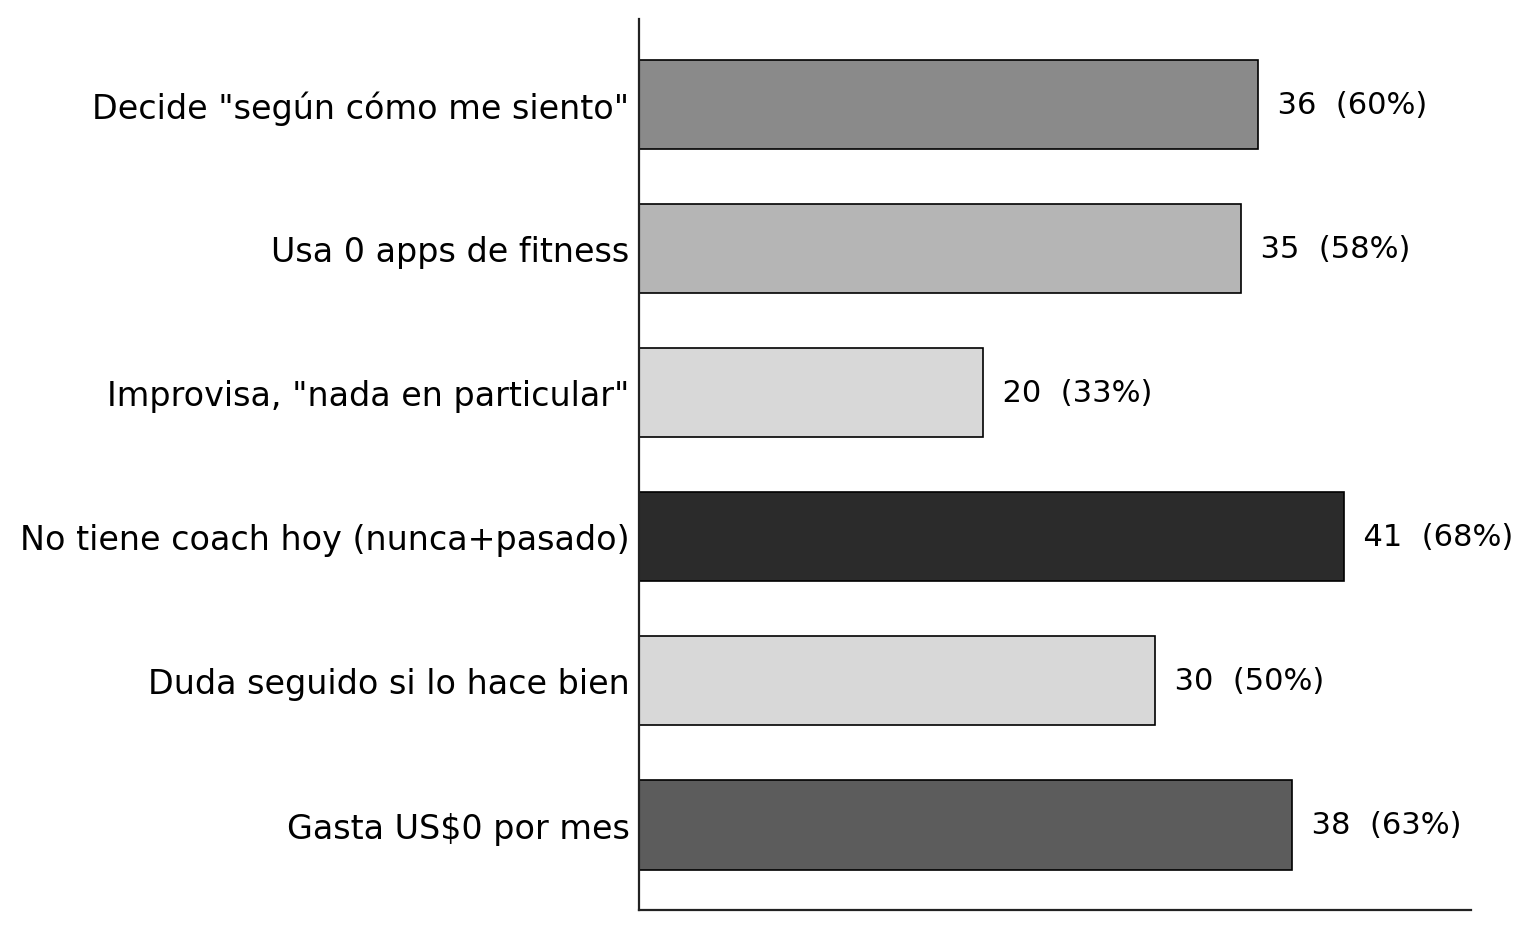 Decide "según cómo me siento" 36 (60%)
Usa 0 apps de fitness 35 (58%)
Improvisa, "nada en particular" 20 (33%)
No tiene coach hoy (nunca+pasado) 41 (68%)
Duda seguido si lo hace bien 30 (50%)
Gasta US$0 por mes 38 (63%)